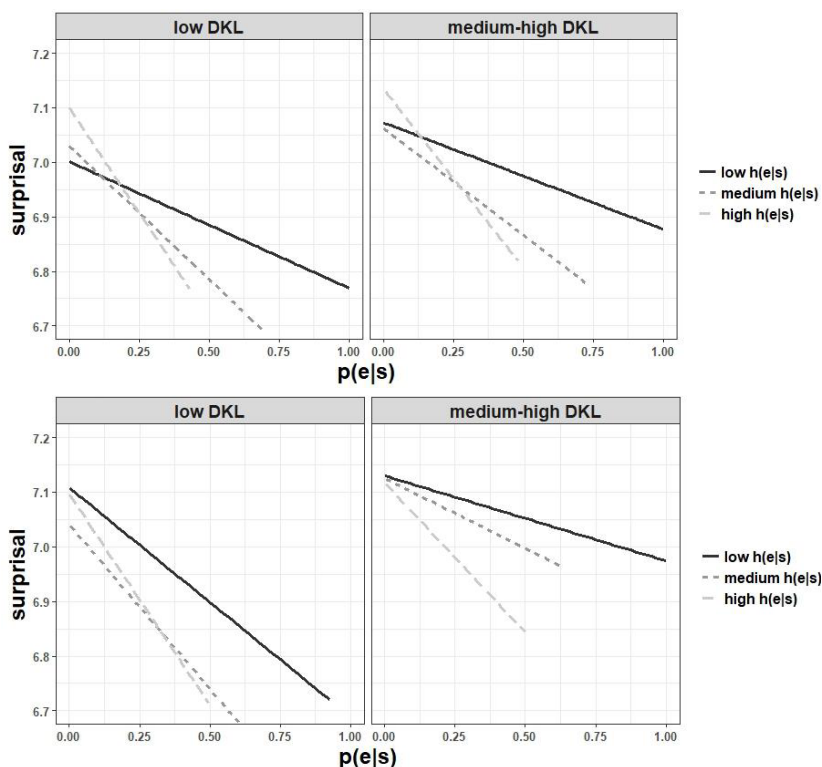 low DKL medium-high DKL
7.2
7.1
7.0
6.9
6.8
6.7
surprisal
0.00 0.25 0.50 0.75 1.00 0.00 0.25 0.50 0.75 1.00
p(e|s)
low h(e|s)
medium h(e|s)
high h(e|s)
low DKL medium-high DKL
7.2
7.1
7.0
6.9
6.8
6.7
surprisal
0.00 0.25 0.50 0.75 1.00 0.00 0.25 0.50 0.75 1.00
p(e|s)
low h(e|s)
medium h(e|s)
high h(e|s)